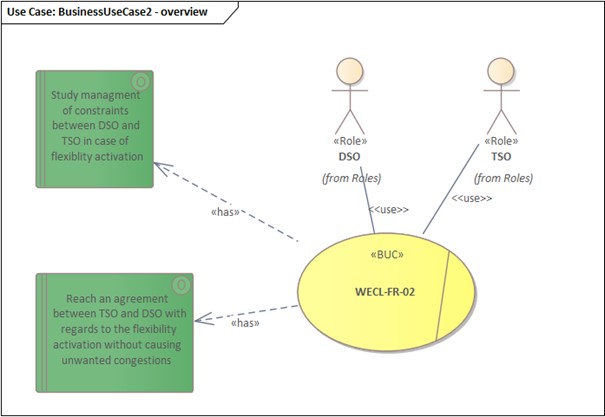 Use Case: BusinessUseCase2 - overview
O
Study managment
of constraints
between DSO and
TSO in case of
flexiblity activation
«Role»
DSO
(from Roles)
«Role»
TSO
(from Roles)
<<use>>
<<use>>
«has»
«BUC»
WECL-FR-02
O
Reach an agreement
between TSO and DSO with
regards to the flexibility
activation without causing
unwanted congestions
«has»